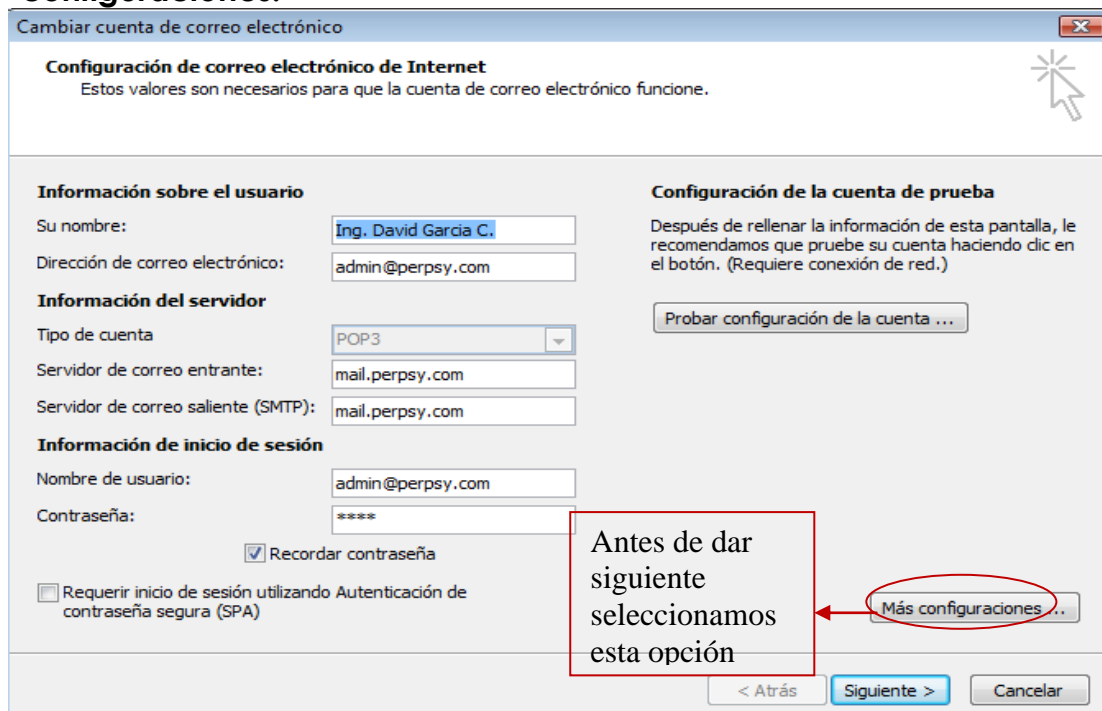 Configuraciones.
Cambiar cuenta de correo electrónico
Configuración de correo electrónico de Internet
Estos valores son necesarios para que la cuenta de correo electrónico funcione.
Información sobre el usuario
Su nombre:
Ing. David Garcia C.
Dirección de correo electrónico:
admin@perpsy.com
Información del servidor
Tipo de cuenta
POP3
Servidor de correo entrante:
mail.perpsy.com
Servidor de correo saliente (SMTP):
mail.perpsy.com
Información de inicio de sesión
Nombre de usuario:
admin@perpsy.com
Contraseña:
****
Recordar contraseña
Requerir inicio de sesión utilizando Autenticación de
contraseña segura (SPA)
Configuración de la cuenta de prueba
Después de rellenar la información de esta pantalla, le
recomendamos que pruebe su cuenta haciendo clic en
el botón. (Requiere conexión de red.)
Probar configuración de la cuenta ...
Antes de dar
siguiente
seleccionamos
esta opción
Más configuraciones ...
< Atrás
Siguiente >
Cancelar